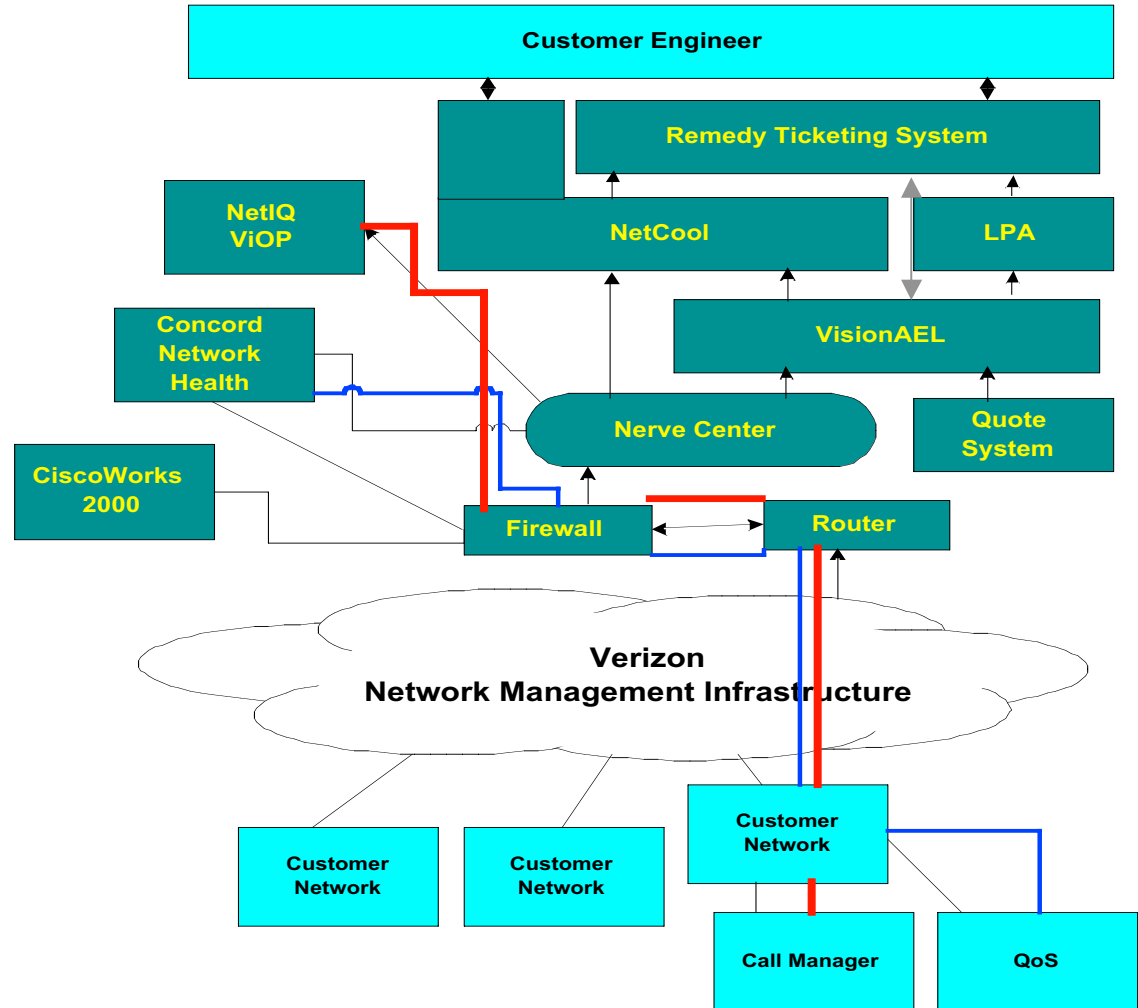 Customer Engineer
Remedy Ticketing System
NetIQ
ViOP
NetCool
LPA
Concord
Network
Health
VisionAEL
Nerve Center
Quote
System
CiscoWorks
2000
Firewall
Router
Verizon
Network Management Infrastructure
Customer
Network
Customer
Network
Customer
Network
Call Manager
QoS